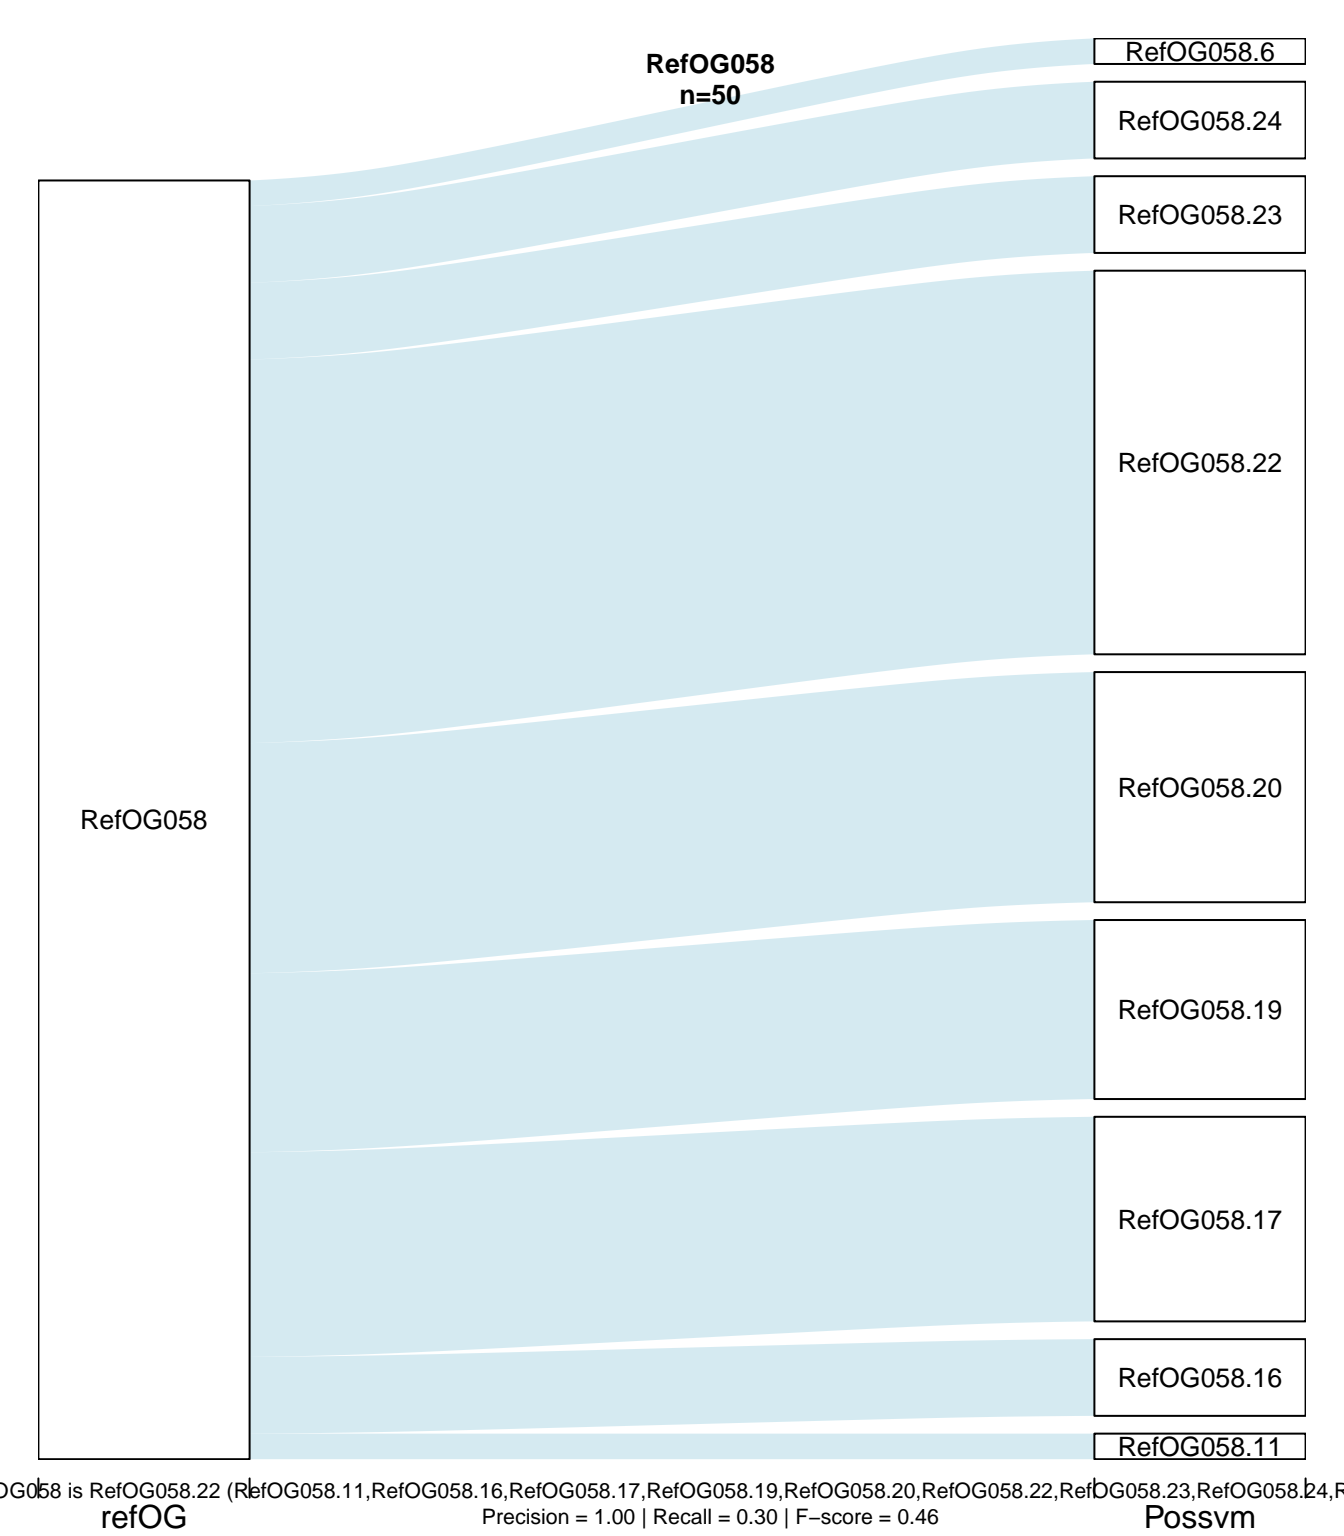 RefOG058
n=50
RefOG058.6
RefOG058.24
RefOG058.23
RefOG058.22
RefOG058.20
RefOG058.19
RefOG058.17
RefOG058.16
RefOG058.11
RefOG058
OG058 is RefOG058.22 (RefOG058.11,RefOG058.16,RefOG058.17,RefOG058.19,RefOG058.20,RefOG058.22,RefOG058.23,RefOG058.24,R
refOG
Precision = 1.00 | Recall = 0.30 | F−score = 0.46
Possvm